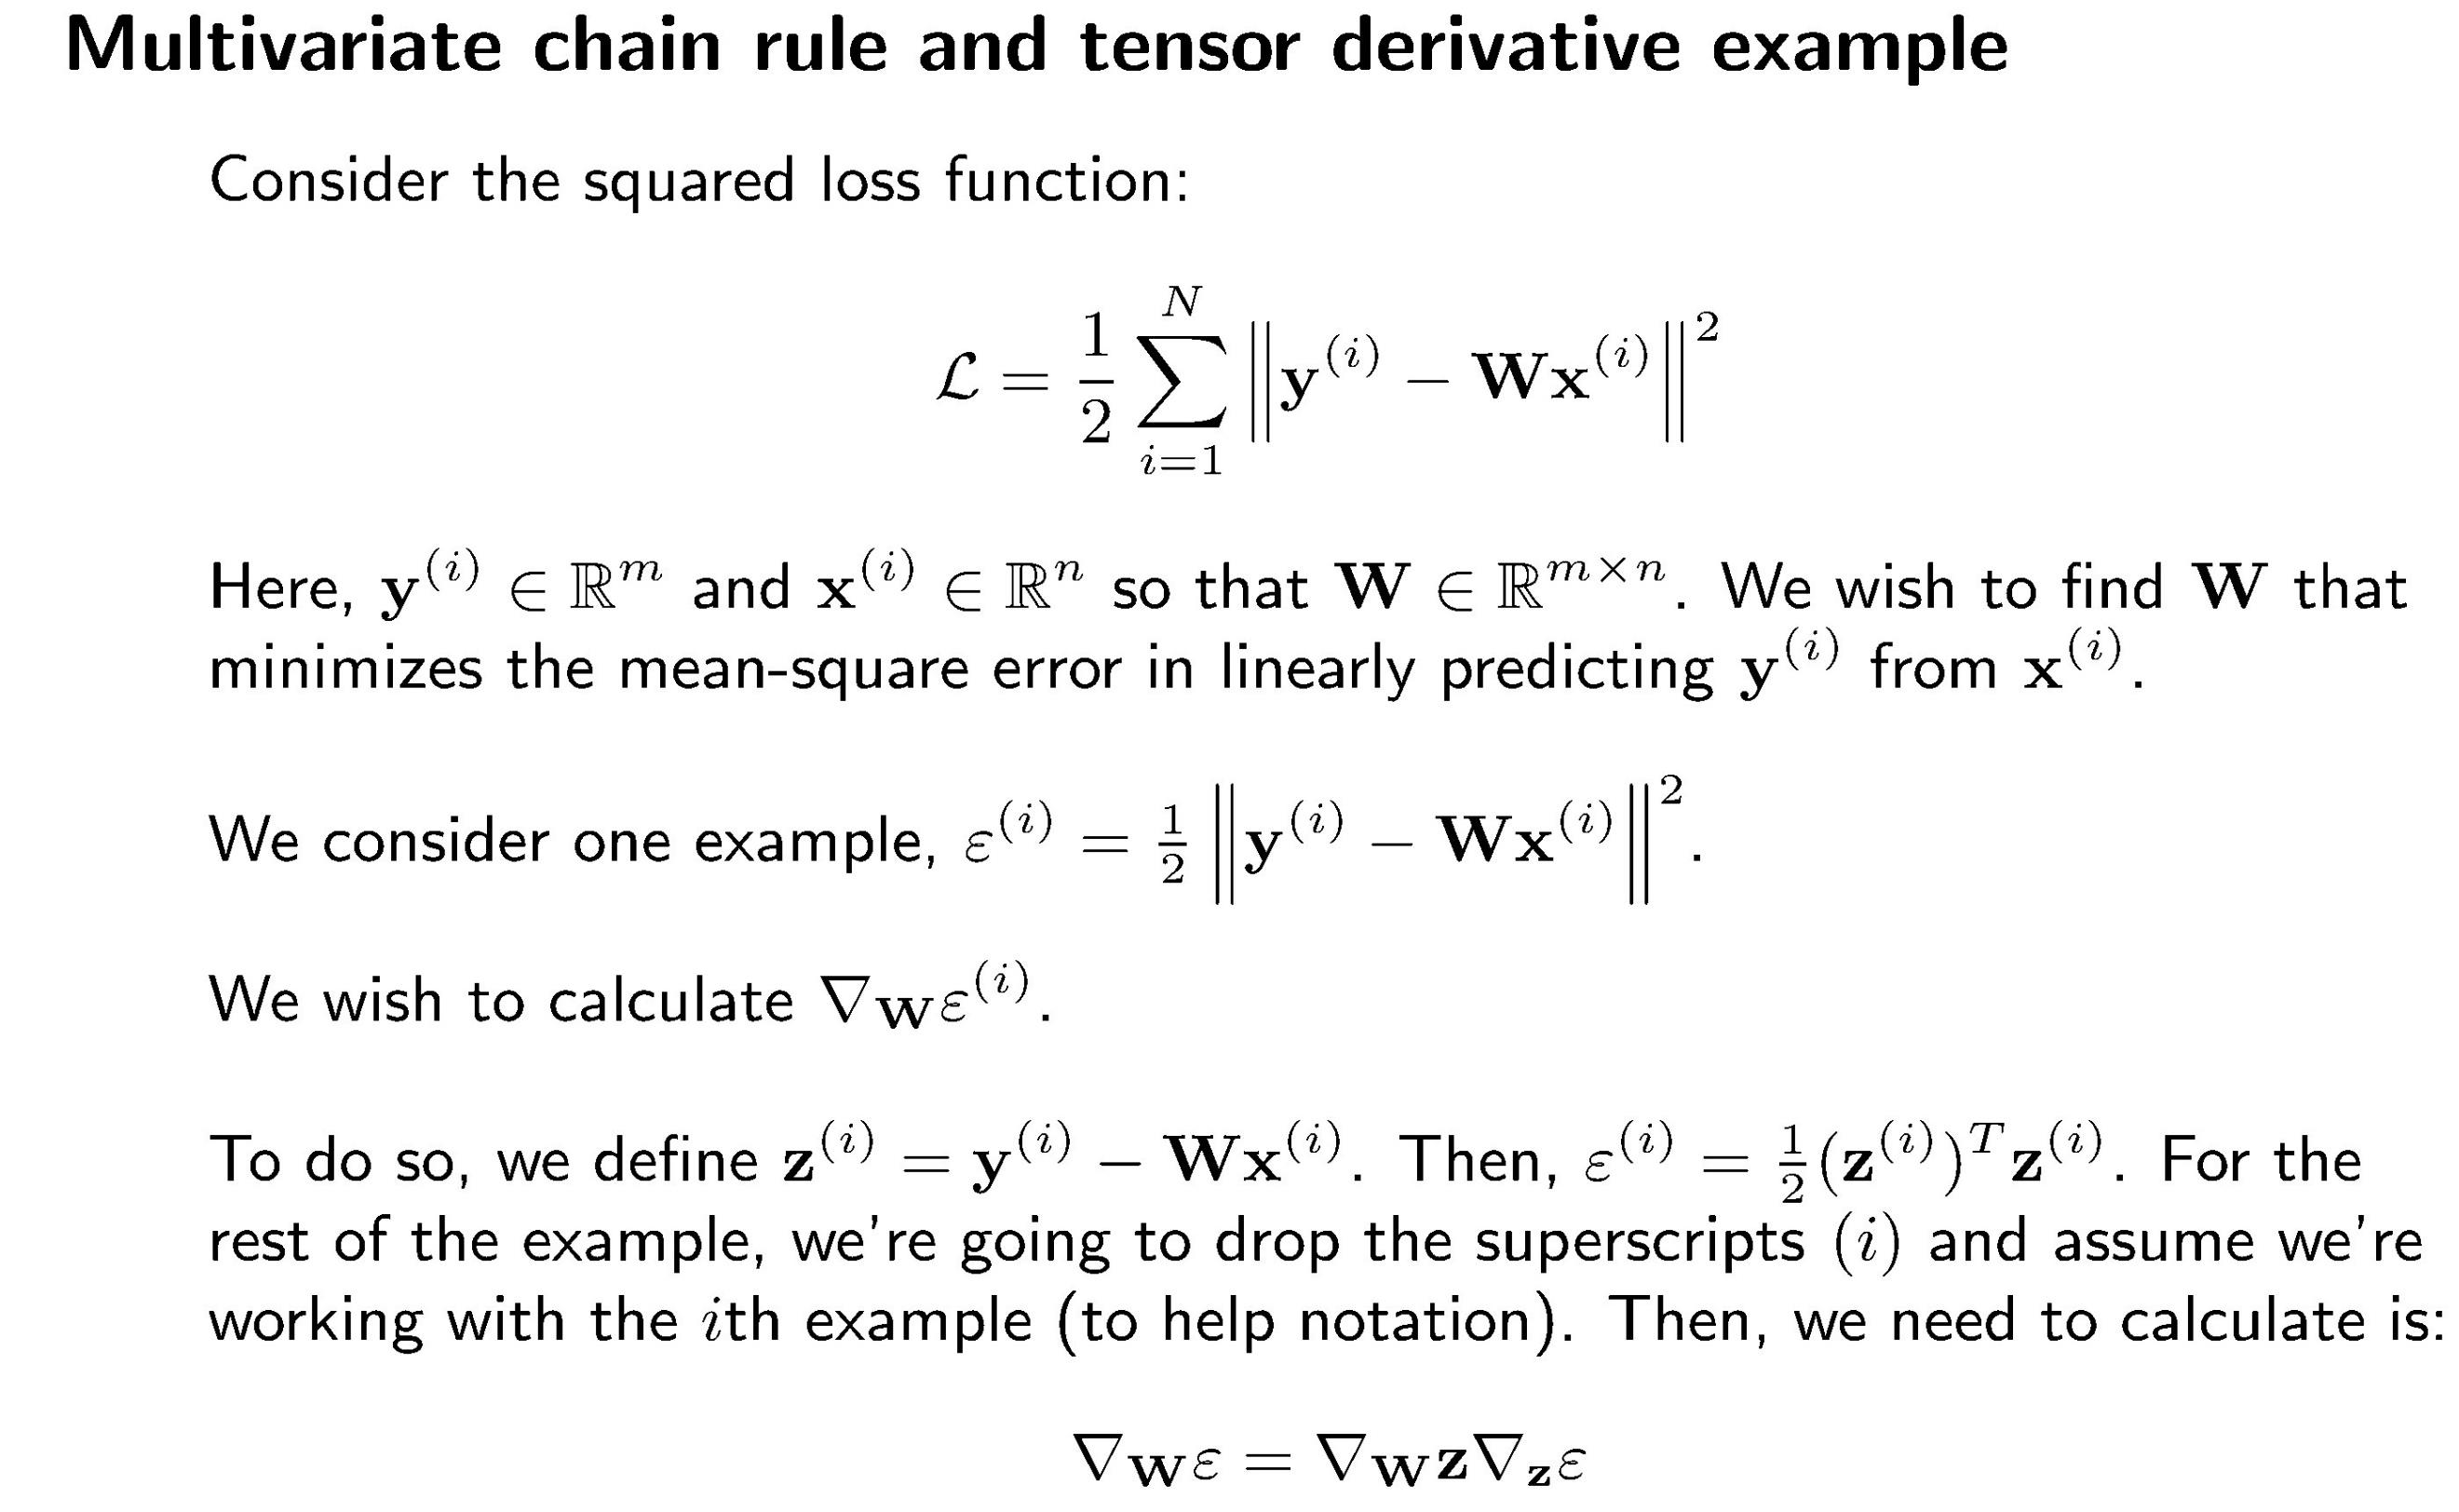 Multivariate chain rule and tensor derivative example
Consider the squared loss function:
$\mathcal{L} = \frac{1}{2} \sum_{i=1}^{N} \left\| \mathbf{y}^{(i)} - \mathbf{W}\mathbf{x}^{(i)} \right\|^2$
Here, $\mathbf{y}^{(i)} \in \mathbb{R}^m$ and $\mathbf{x}^{(i)} \in \mathbb{R}^n$ so that $\mathbf{W} \in \mathbb{R}^{m \times n}$. We wish to find $\mathbf{W}$ that
minimizes the mean-square error in linearly predicting $\mathbf{y}^{(i)}$ from $\mathbf{x}^{(i)}$.
We consider one example, $\varepsilon^{(i)} = \frac{1}{2} \left\| \mathbf{y}^{(i)} - \mathbf{W}\mathbf{x}^{(i)} \right\|^2$.
We wish to calculate $\nabla_{\mathbf{W}} \varepsilon^{(i)}$.
To do so, we define $\mathbf{z}^{(i)} = \mathbf{y}^{(i)} - \mathbf{W}\mathbf{x}^{(i)}$. Then, $\varepsilon^{(i)} = \frac{1}{2} (\mathbf{z}^{(i)})^T \mathbf{z}^{(i)}$. For the
rest of the example, we're going to drop the superscripts $(i)$ and assume we're
working with the $i$th example (to help notation). Then, we need to calculate is:
$\nabla_{\mathbf{W}} \varepsilon = \nabla_{\mathbf{W}} \mathbf{z} \nabla_{\mathbf{z}} \varepsilon$